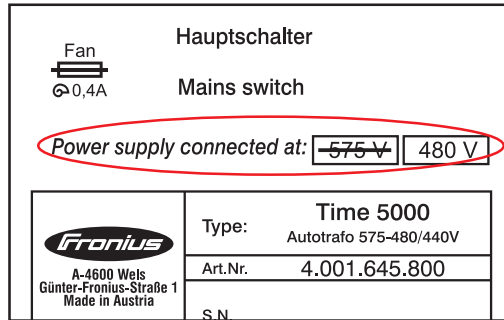 Hauptschalter
Fan
0,4A
Mains switch
Power supply connected at: 575 V 480 V
Fronius
A-4600 Wels
Günter-Fronius-Straße 1
Made in Austria
Type: Time 5000
Autotrafo 575-480/440V
Art.Nr. 4.001.645.800
S.N.